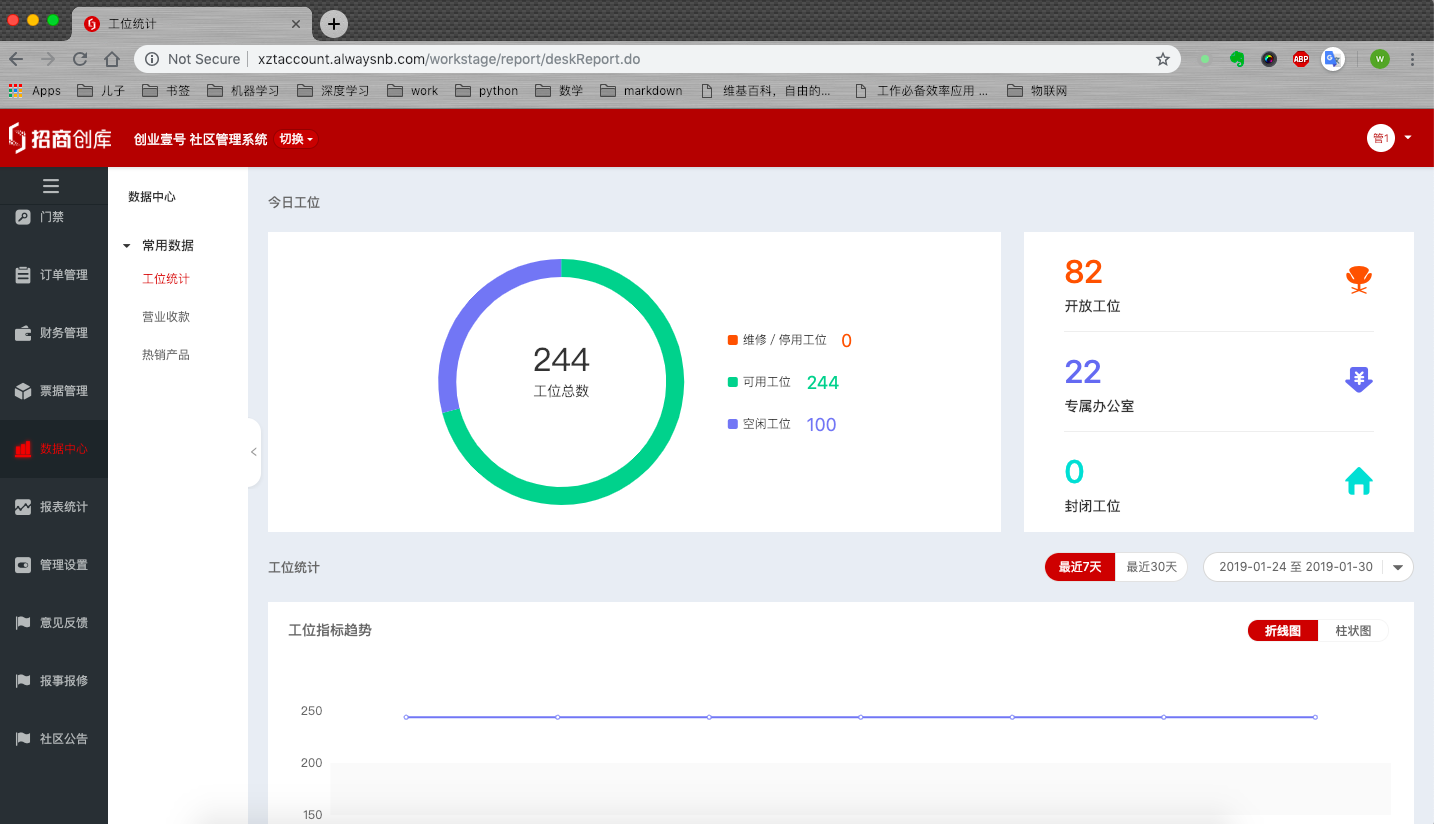 工位统计
Not Secure xztaccount.alwaysnb.com/workstage/report/deskReport.do
ABP
W
Apps 儿子 书签 机器学习 深度学习 work python 数学 markdown 维基百科，自由的... 工作必备效率应用 ... 物联网
招商创库 创业壹号 社区管理系统 切换 管1
门禁
订单管理
财务管理
票据管理
数据中心
报表统计
管理设置
意见反馈
报事报修
社区公告
数据中心
常用数据
工位统计
营业收款
热销产品
今日工位
244
工位总数
维修 / 停用工位 0
可用工位 244
空闲工位 100
82
开放工位
22
专属办公室
0
封闭工位
工位统计 最近7天 最近30天 2019-01-24 至 2019-01-30
工位指标趋势 折线图 柱状图
250
200
150